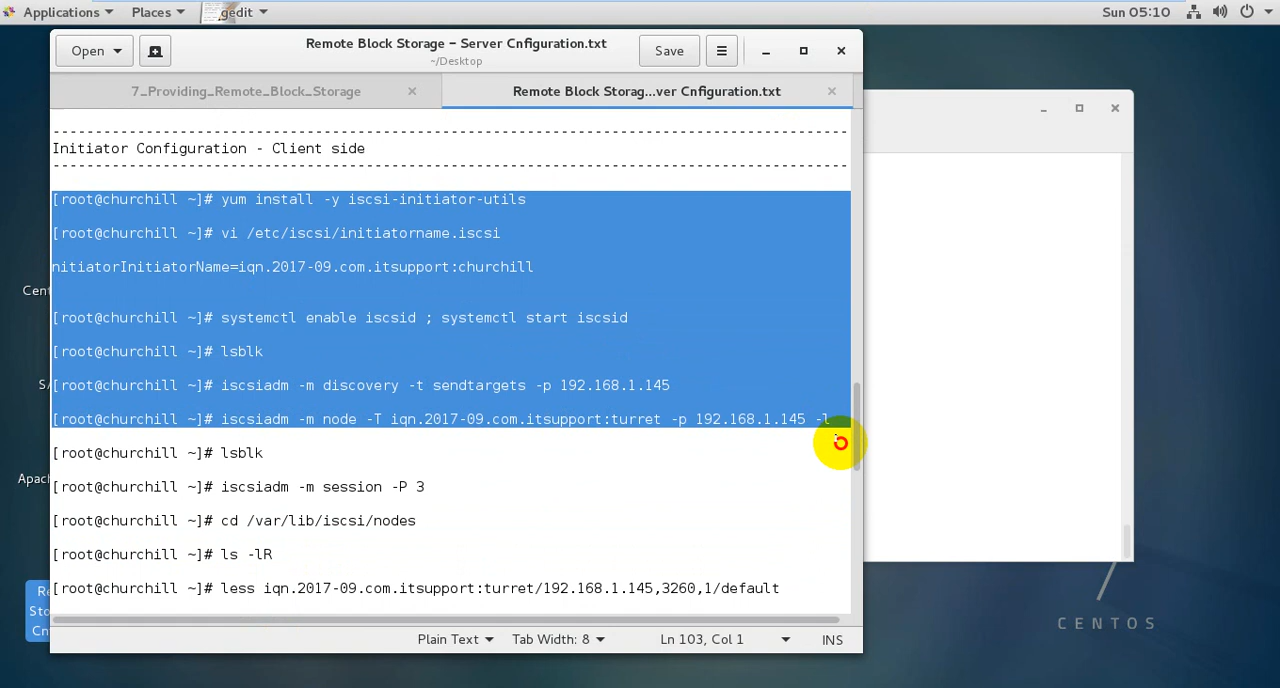 Applications Places gedit Sun 05:10
Open Remote Block Storage – Server Cnfiguration.txt Save
~/Desktop
7_Providing_Remote_Block_Storage Remote Block Storag...ver Cnfiguration.txt
--------------------------------------------------------------------------------------------
Initiator Configuration - Client side
--------------------------------------------------------------------------------------------
[root@churchill ~]# yum install -y iscsi-initiator-utils
[root@churchill ~]# vi /etc/iscsi/initiatorname.iscsi
nitiatorInitiatorName=iqn.2017-09.com.itsupport:churchill
[root@churchill ~]# systemctl enable iscsid ; systemctl start iscsid
[root@churchill ~]# lsblk
[root@churchill ~]# iscsiadm -m discovery -t sendtargets -p 192.168.1.145
[root@churchill ~]# iscsiadm -m node -T iqn.2017-09.com.itsupport:turret -p 192.168.1.145 -l
[root@churchill ~]# lsblk
[root@churchill ~]# iscsiadm -m session -P 3
[root@churchill ~]# cd /var/lib/iscsi/nodes
[root@churchill ~]# ls -lR
[root@churchill ~]# less iqn.2017-09.com.itsupport:turret/192.168.1.145,3260,1/default
Plain Text Tab Width: 8 Ln 103, Col 1 INS
Cent
S/
Apach
Re
Sto
Cn
7
CENTOS